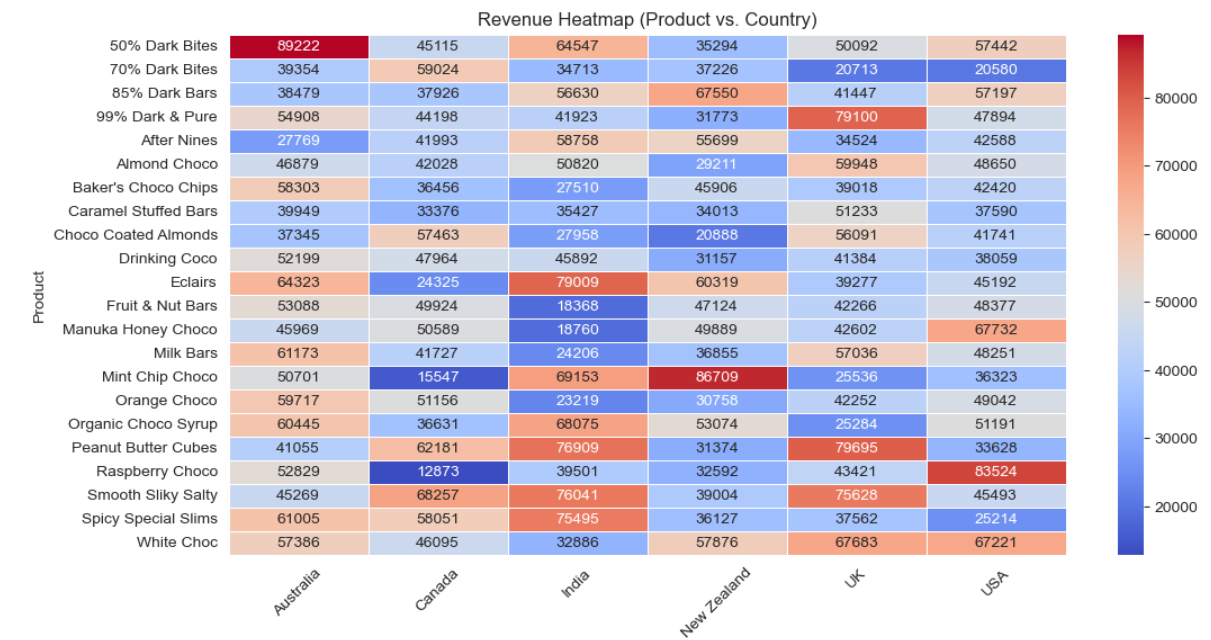 Revenue Heatmap (Product vs. Country)
50% Dark Bites 89222 45115 64547 35294 50092 57442
70% Dark Bites 39354 59024 34713 37226 20713 20580
85% Dark Bars 38479 37926 56630 67550 41447 57197
99% Dark & Pure 54908 44198 41923 31773 79100 47894
After Nines 27769 41993 58758 55699 34524 42588
Almond Choco 46879 42028 50820 29211 59948 48650
Baker's Choco Chips 58303 36456 27510 45906 39018 42420
Caramel Stuffed Bars 39949 33376 35427 34013 51233 37590
Choco Coated Almonds 37345 57463 27958 20888 56091 41741
Drinking Coco 52199 47964 45892 31157 41384 38059
Eclairs 64323 24325 79009 60319 39277 45192
Fruit & Nut Bars 53088 49924 18368 47124 42266 48377
Manuka Honey Choco 45969 50589 18760 49889 42602 67732
Milk Bars 61173 41727 24206 36855 57036 48251
Mint Chip Choco 50701 15547 69153 86709 25536 36323
Orange Choco 59717 51156 23219 30758 42252 49042
Organic Choco Syrup 60445 36631 68075 53074 25284 51191
Peanut Butter Cubes 41055 62181 76909 31374 79695 33628
Raspberry Choco 52829 12873 39501 32592 43421 83524
Smooth Sliky Salty 45269 68257 76041 39004 75628 45493
Spicy Special Slims 61005 58051 75495 36127 37562 25214
White Choc 57386 46095 32886 57876 67683 67221
Product
Australia Canada India New Zealand UK USA
80000
70000
60000
50000
40000
30000
20000